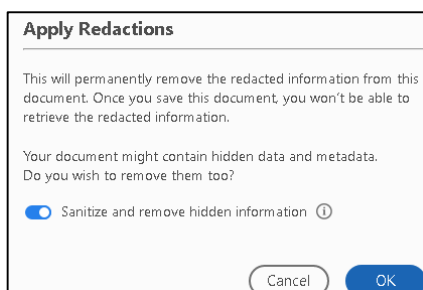 Apply Redactions
This will permanently remove the redacted information from this
document. Once you save this document, you won't be able to
retrieve the redacted information.
Your document might contain hidden data and metadata.
Do you wish to remove them too?
Sanitize and remove hidden information
Cancel OK